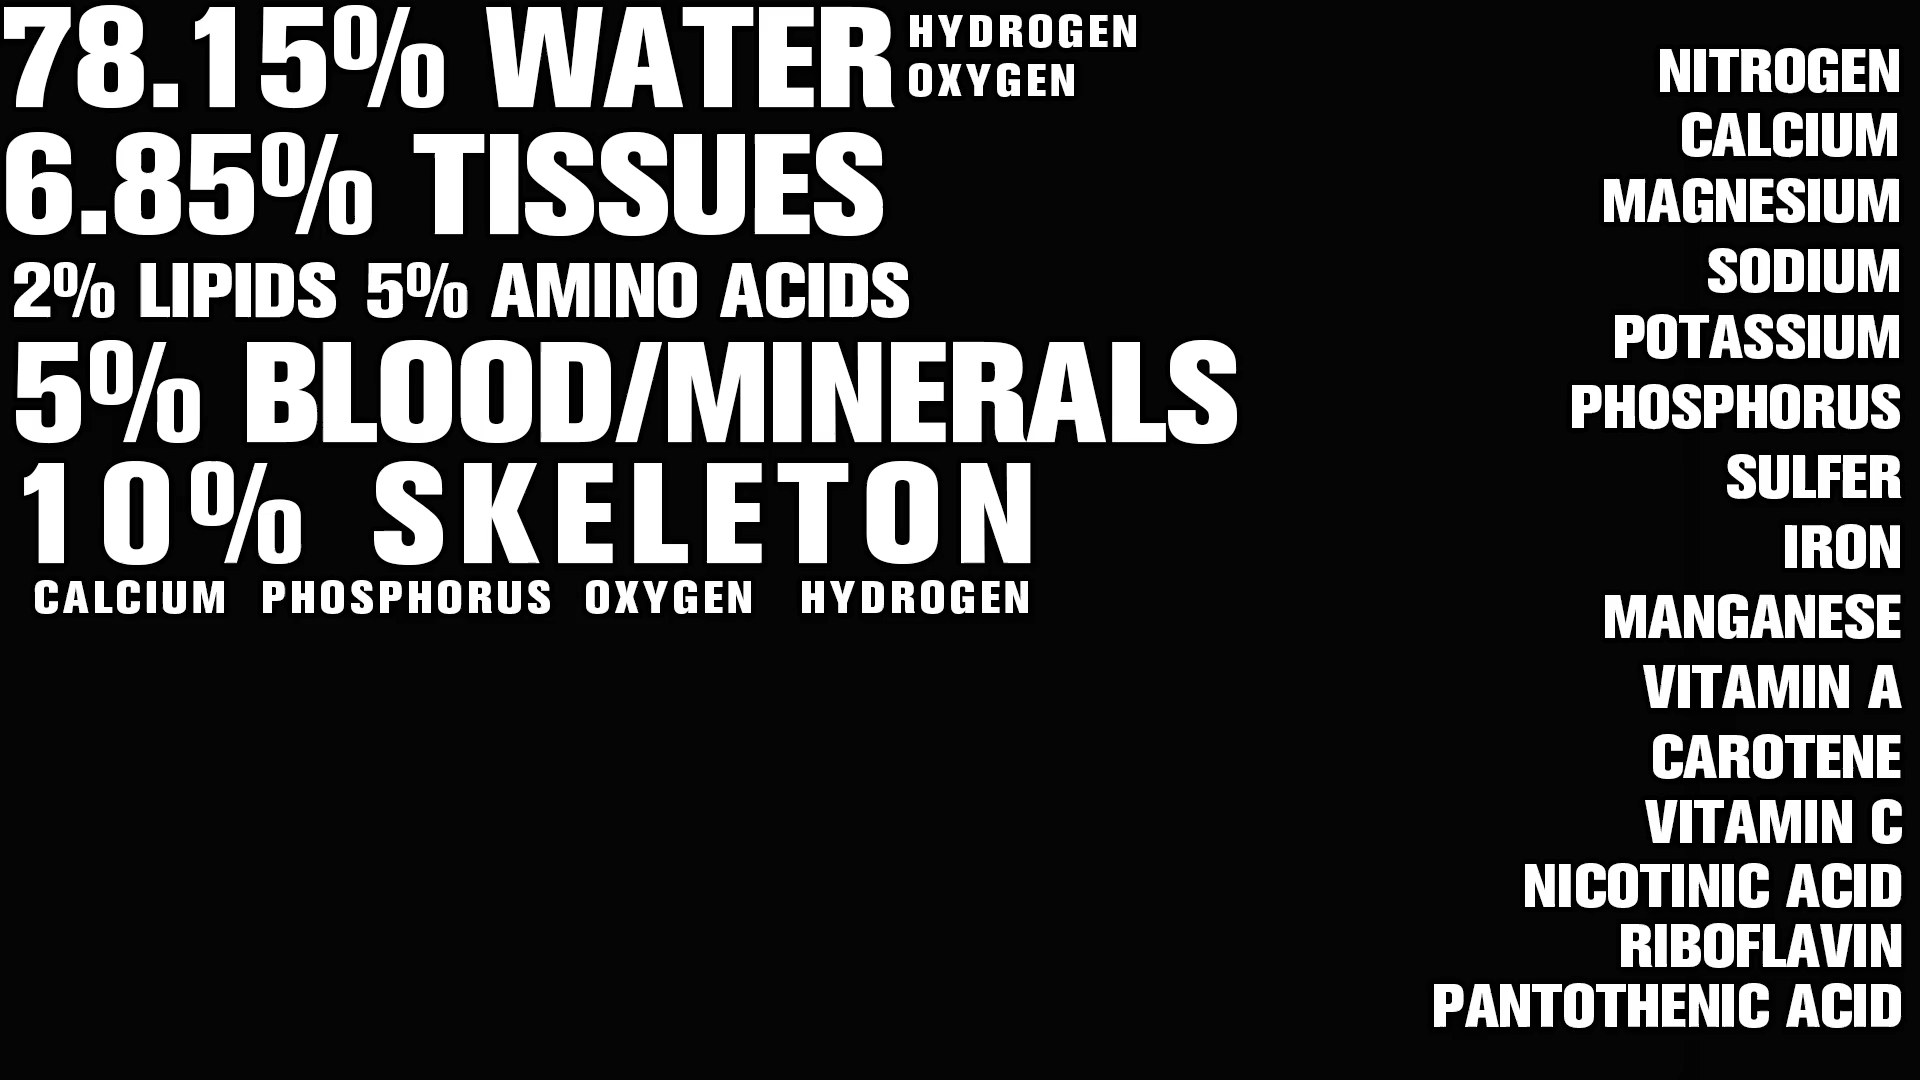 78.15% WATER
HYDROGEN
OXYGEN
6.85% TISSUES
2% LIPIDS 5% AMINO ACIDS
5% BLOOD/MINERALS
10% SKELETON
CALCIUM PHOSPHORUS OXYGEN HYDROGEN
NITROGEN
CALCIUM
MAGNESIUM
SODIUM
POTASSIUM
PHOSPHORUS
SULFER
IRON
MANGANESE
VITAMIN A
CAROTENE
VITAMIN C
NICOTINIC ACID
RIBOFLAVIN
PANTOTHENIC ACID